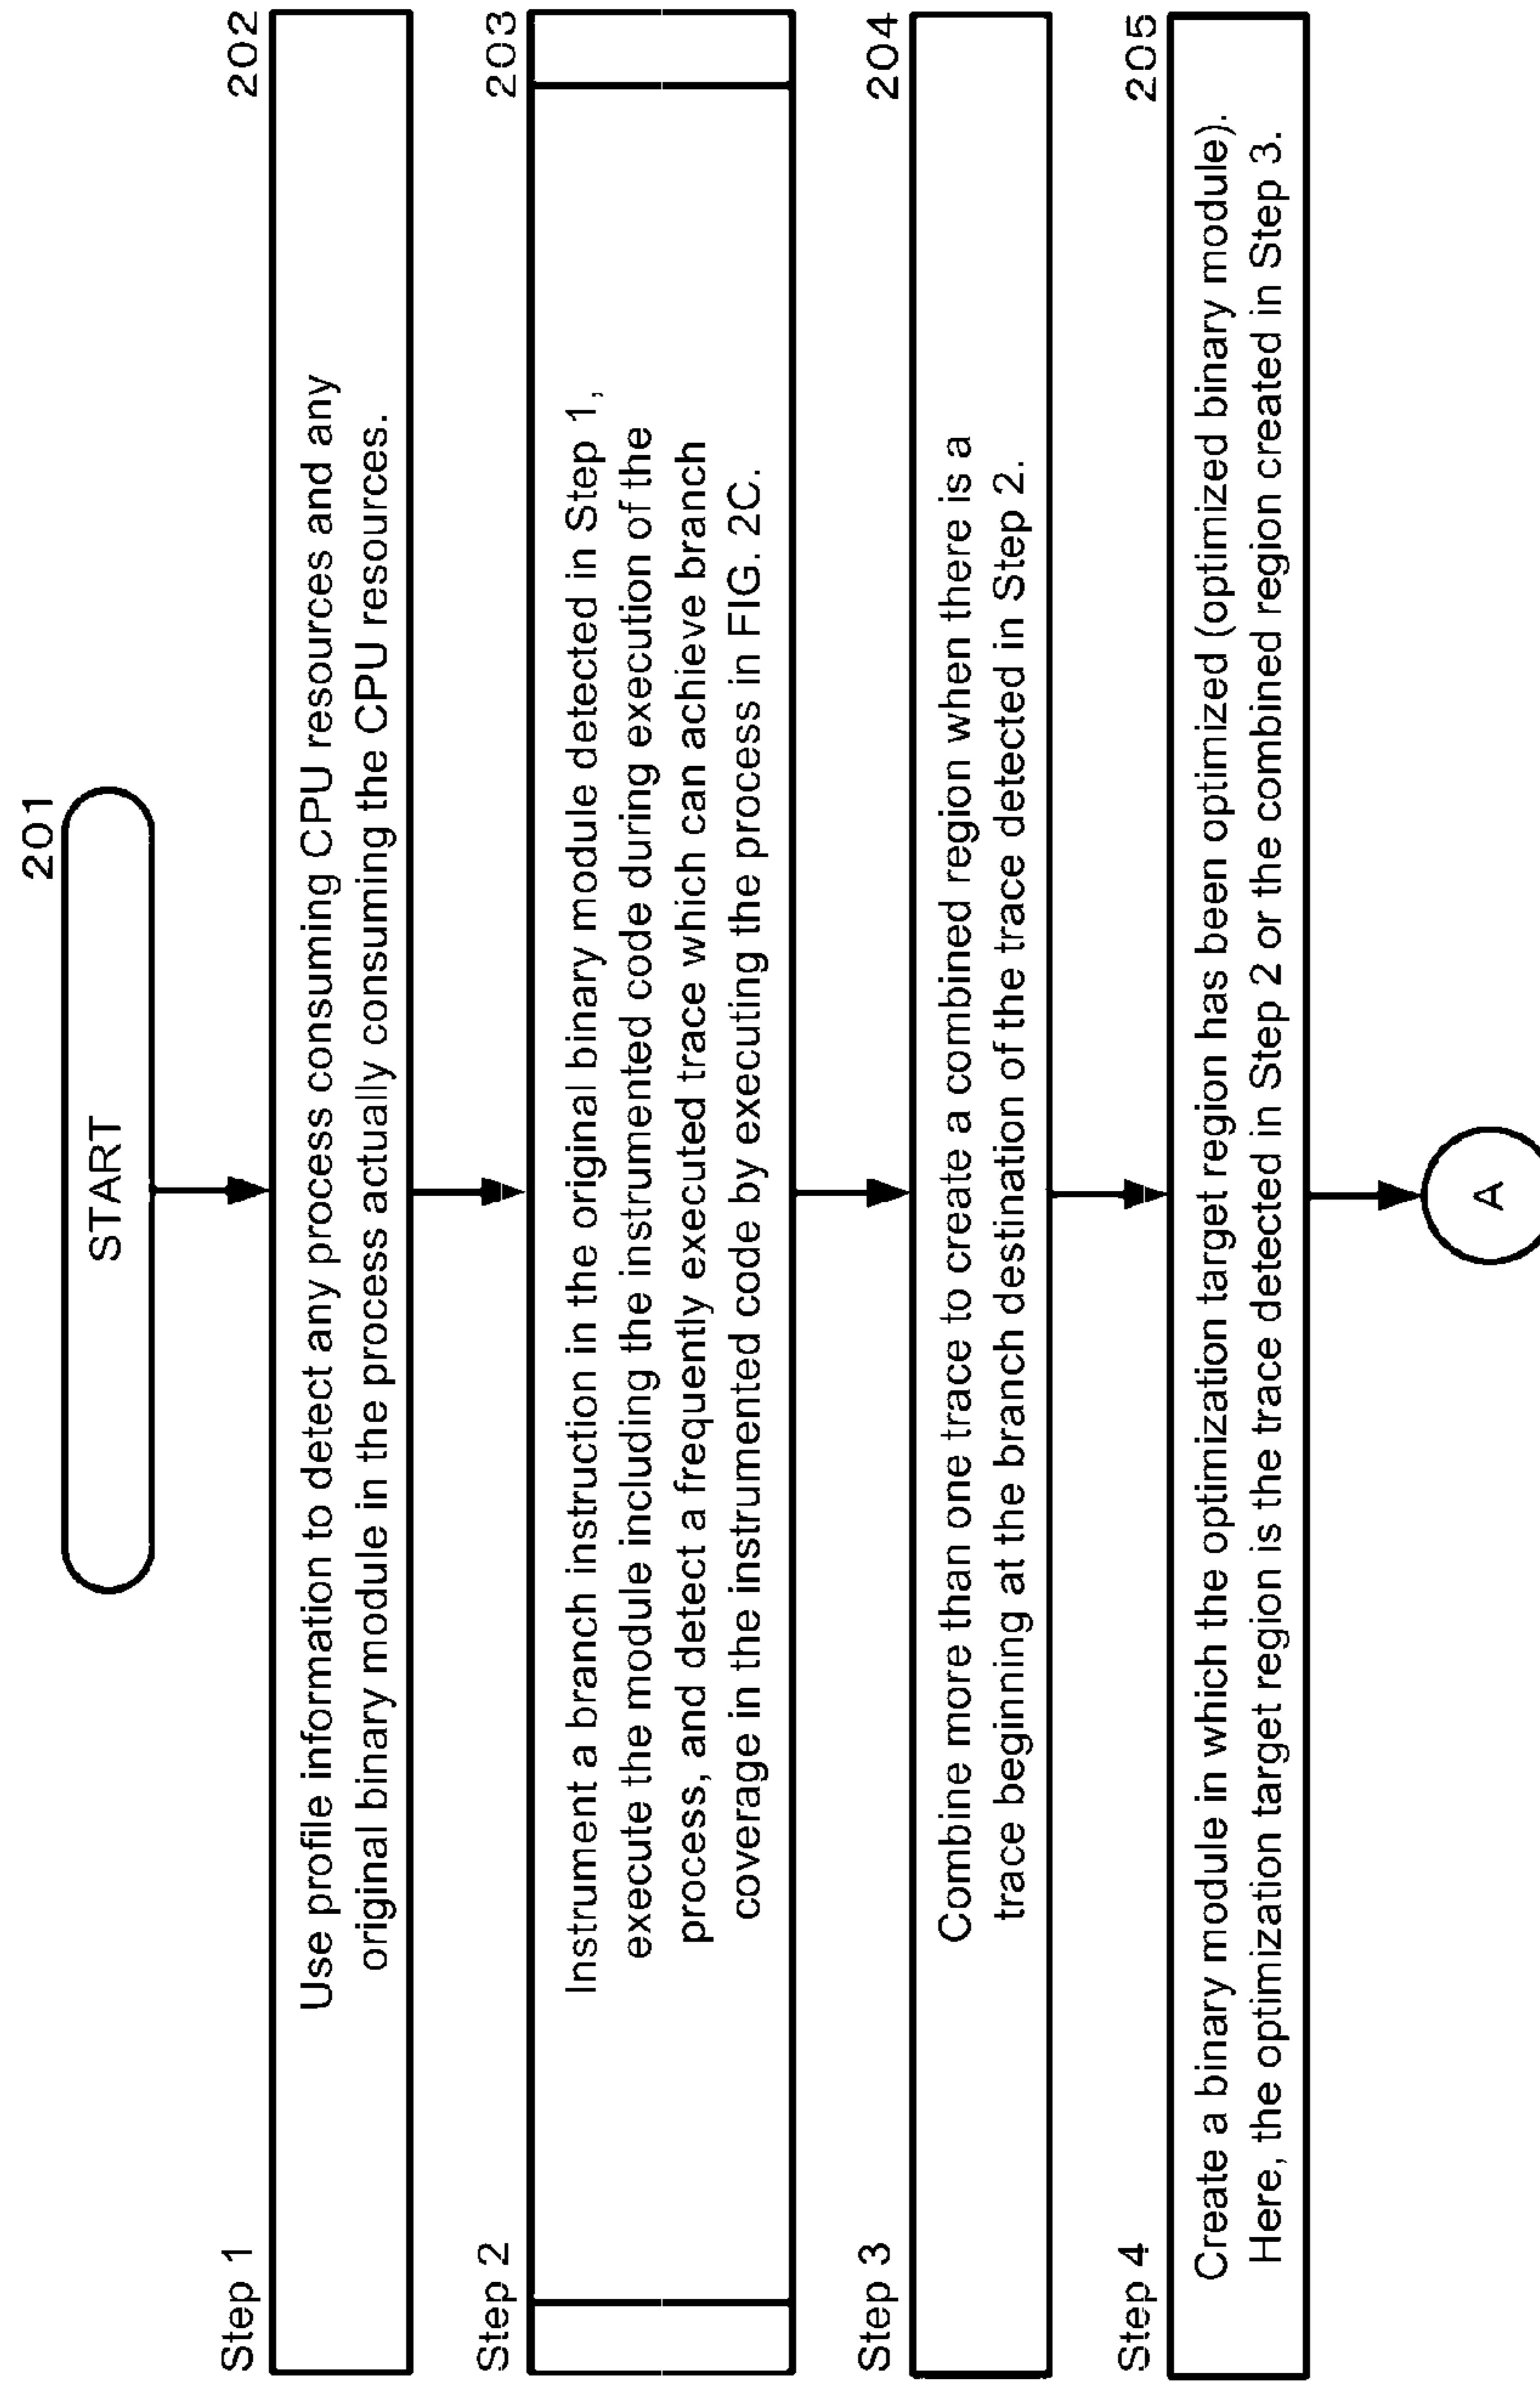 201
START
Step 1
202
Use profile information to detect any process consuming CPU resources and any
original binary module in the process actually consuming the CPU resources.
Step 2
203
Instrument a branch instruction in the original binary module detected in Step 1,
execute the module including the instrumented code during execution of the
process, and detect a frequently executed trace which can achieve branch
coverage in the instrumented code by executing the process in FIG. 2C.
Step 3
204
Combine more than one trace to create a combined region when there is a
trace beginning at the branch destination of the trace detected in Step 2.
Step 4
205
Create a binary module in which the optimization target region has been optimized (optimized binary module).
Here, the optimization target region is the trace detected in Step 2 or the combined region created in Step 3.
A